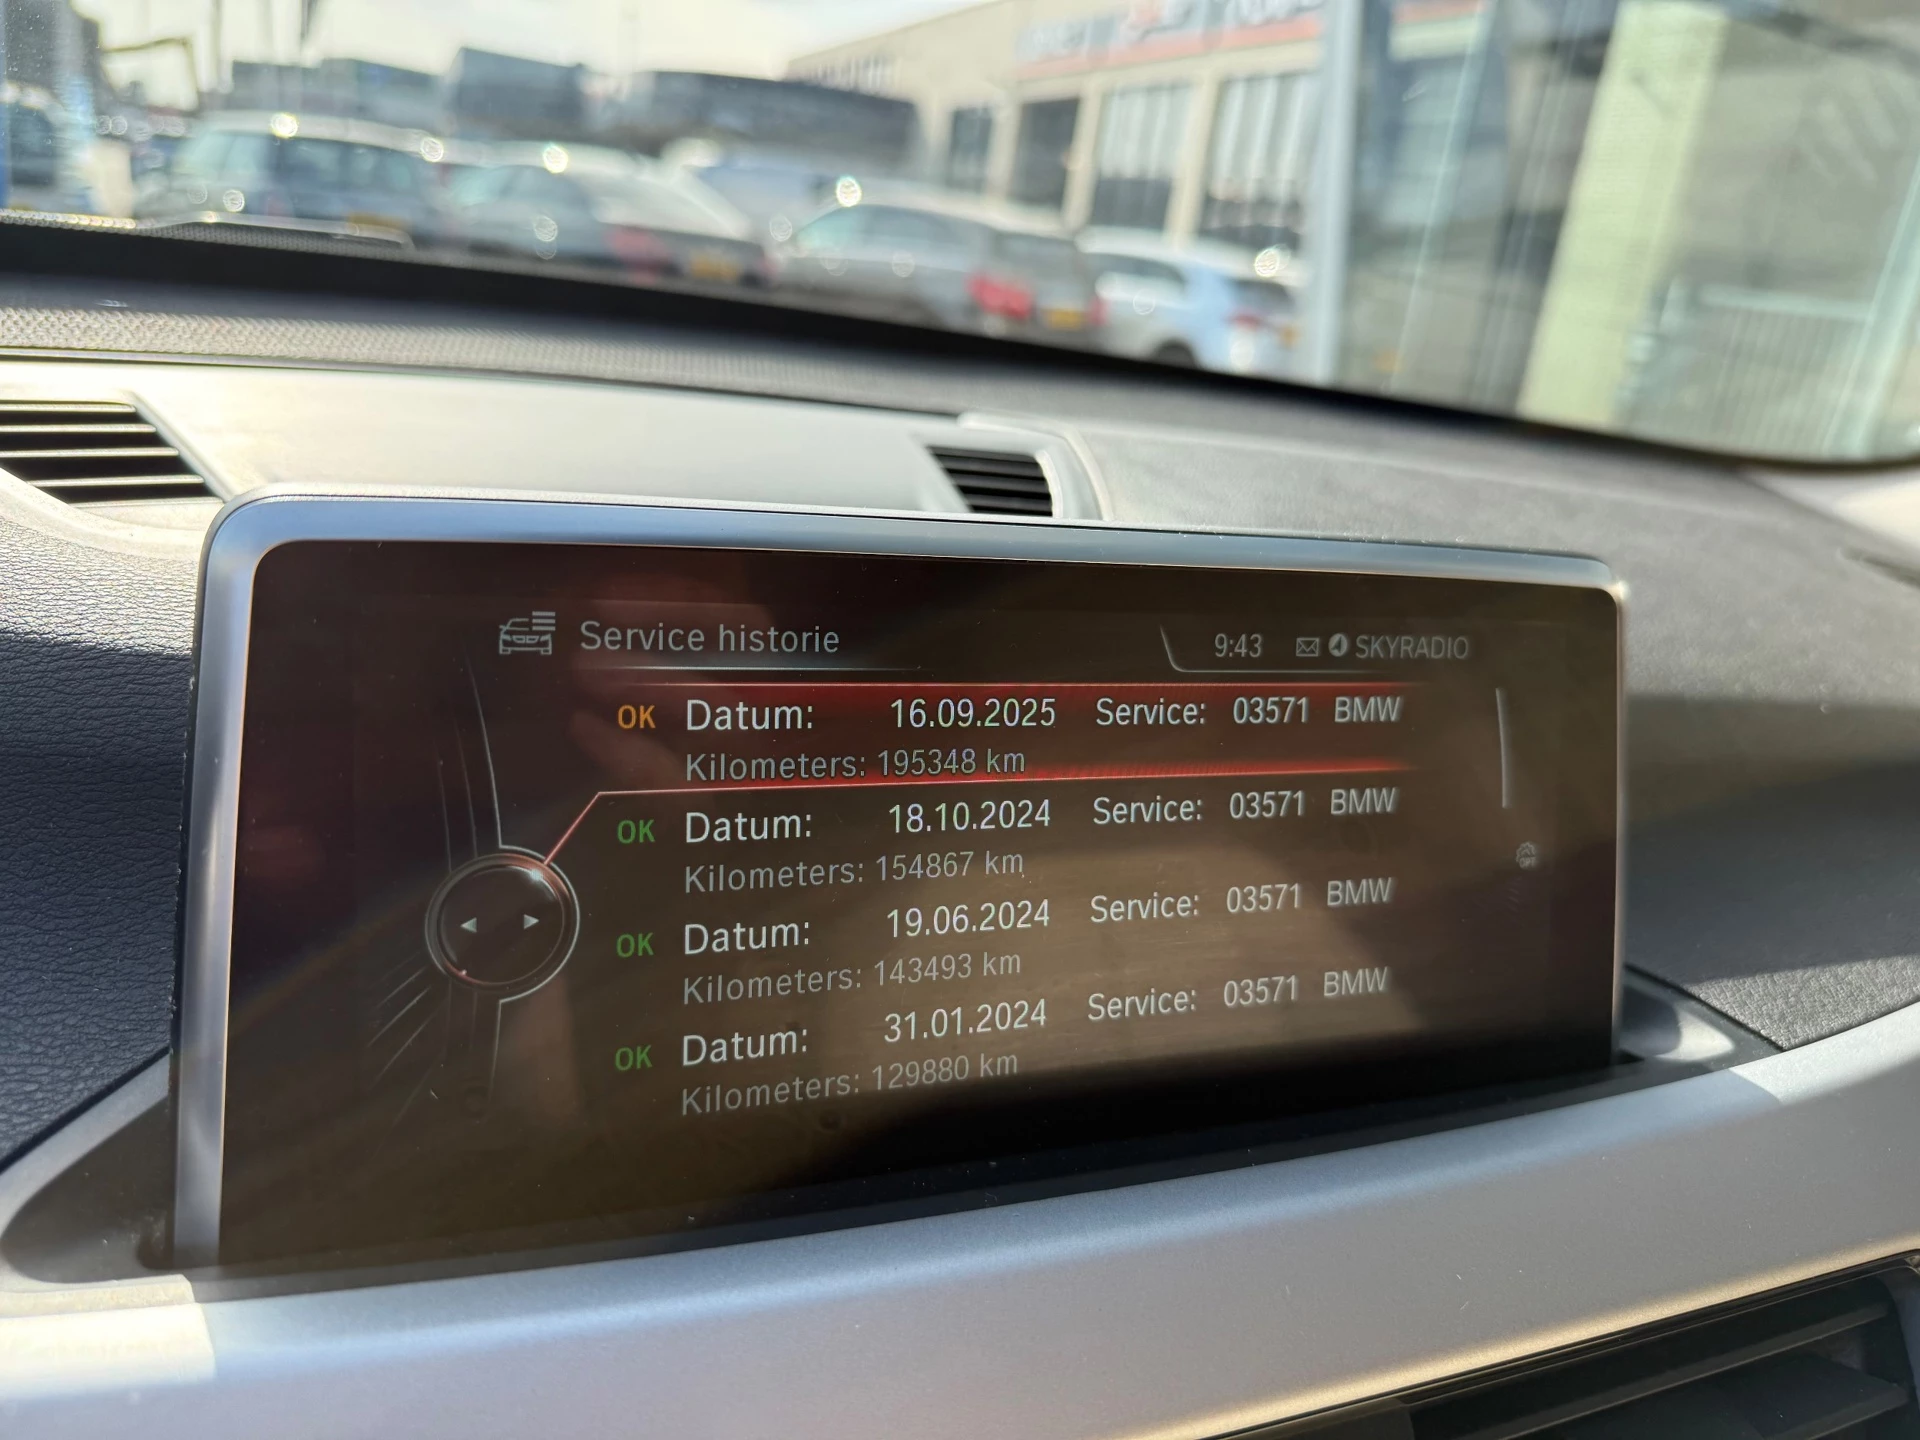 Service historie
9:43 SKYRADIO
OK Datum: 16.09.2025 Service: 03571 BMW
Kilometers: 195348 km
OK Datum: 18.10.2024 Service: 03571 BMW
Kilometers: 154867 km
OK Datum: 19.06.2024 Service: 03571 BMW
Kilometers: 143493 km
OK Datum: 31.01.2024 Service: 03571 BMW
Kilometers: 129880 km